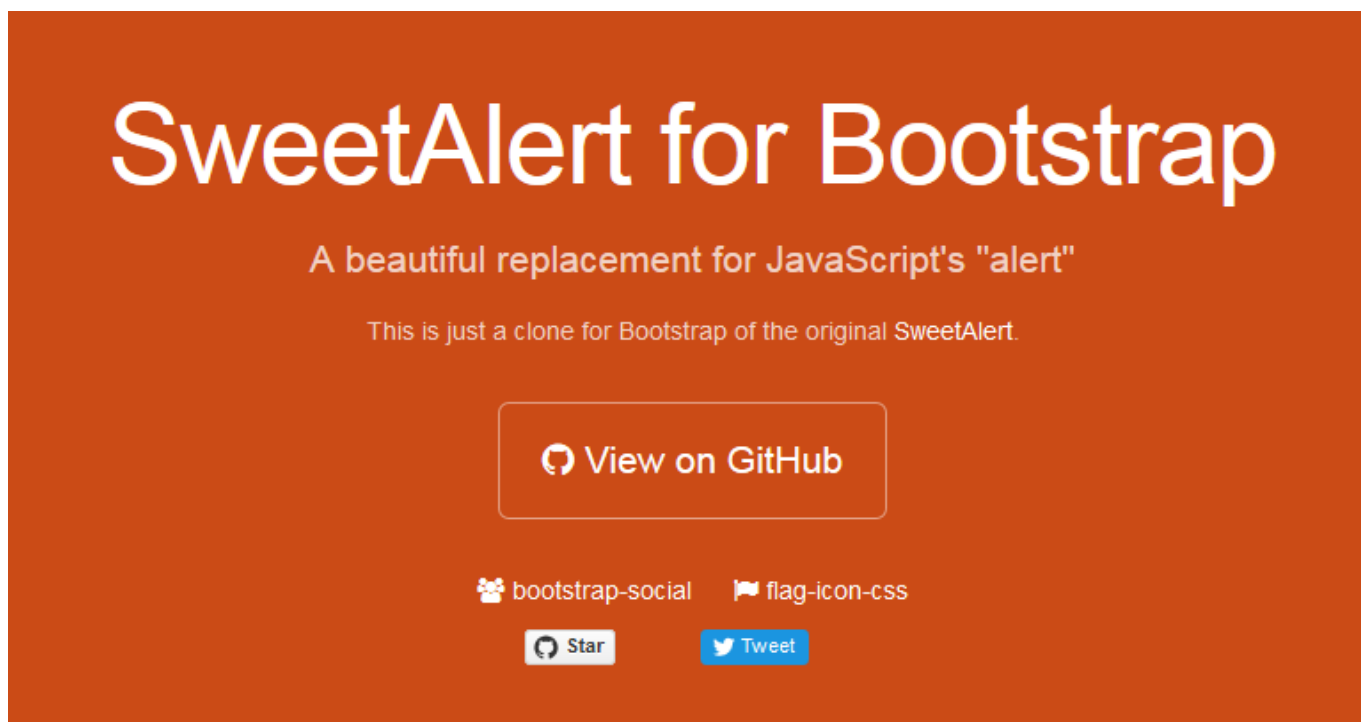 SweetAlert for Bootstrap
A beautiful replacement for JavaScript's "alert"
This is just a clone for Bootstrap of the original SweetAlert.
View on GitHub
bootstrap-social flag-icon-css
Star Tweet